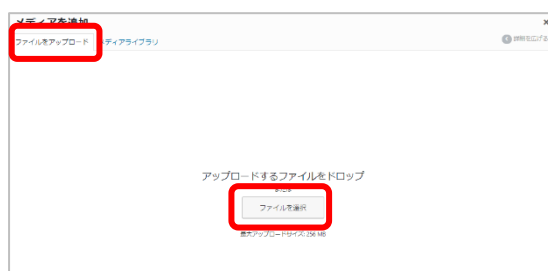 メディアを追加
×
ファイルをアップロード
メディアライブラリ
アップロードするファイルをドロップ
または
ファイルを選択
最大アップロードサイズ: 256 MB